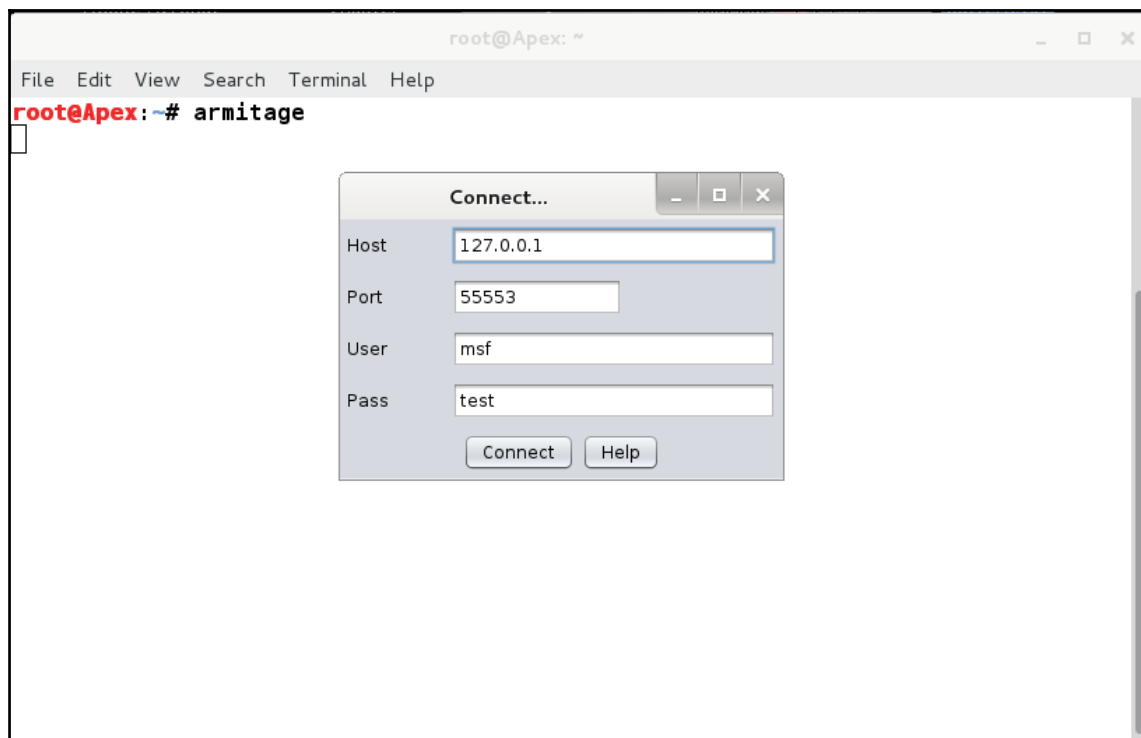 root@Apex: ~
File Edit View Search Terminal Help
root@Apex:~# armitage
Connect...
Host 127.0.0.1
Port 55553
User msf
Pass test
Connect Help